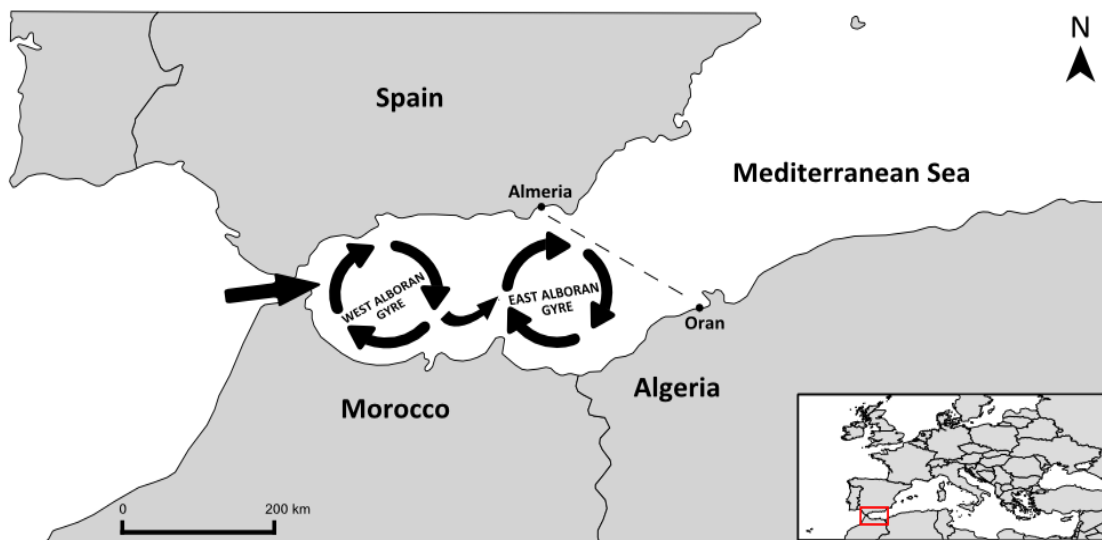 N
Spain
Mediterranean Sea
Almeria
WEST ALBORAN
GYRE
EAST ALBORAN
GYRE
Oran
Algeria
Morocco
0
200 km